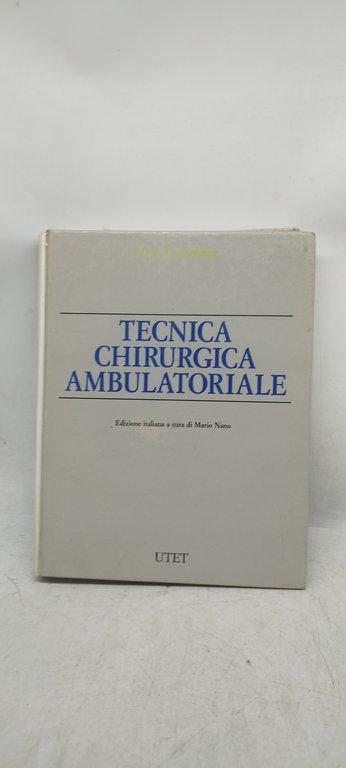 TECNICA
CHIRURGICA
AMBULATORIALE
Edizione italiana a cura di Mario Nano
UTET